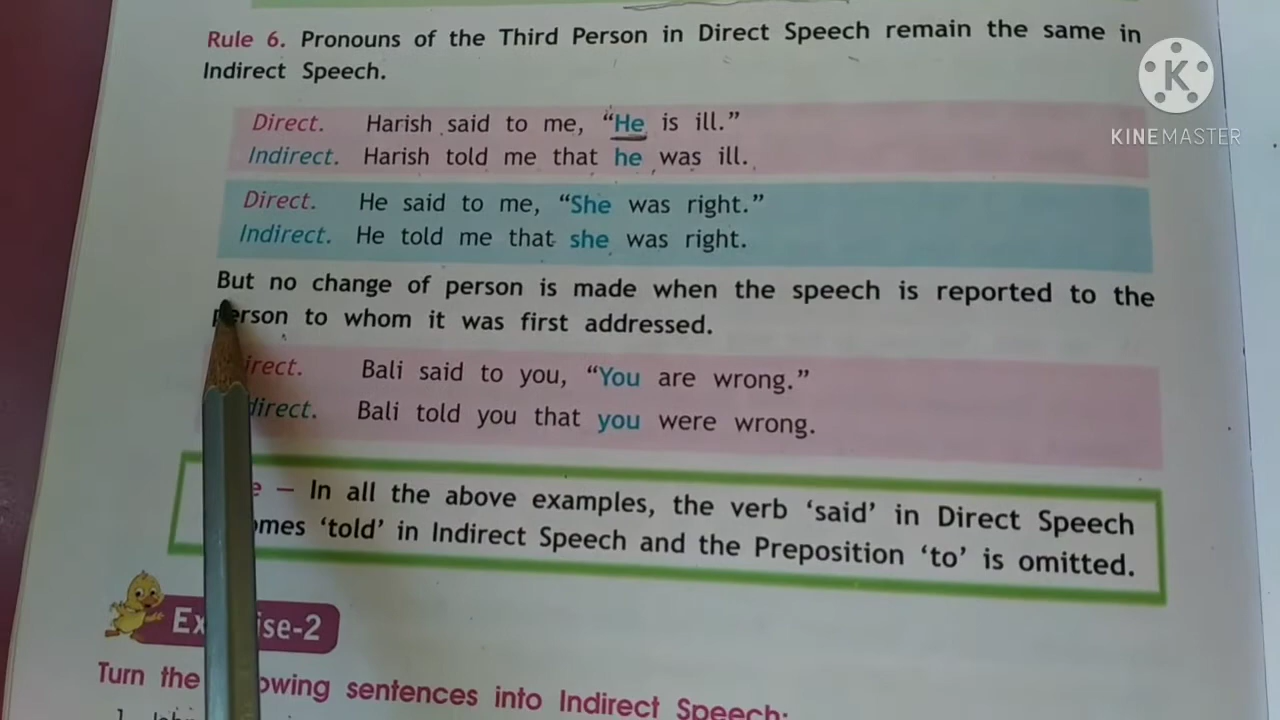 Rule 6. Pronouns of the Third Person in Direct Speech remain the same in
Indirect Speech.
KINEMASTER
Direct. Harish said to me, "He is ill."
Indirect. Harish told me that he was ill.
Direct. He said to me, "She was right."
Indirect. He told me that she was right.
But no change of person is made when the speech is reported to the
person to whom it was first addressed.
irect. Bali said to you, "You are wrong."
direct. Bali told you that you were wrong.
e – In all the above examples, the verb 'said' in Direct Speech
omes 'told' in Indirect Speech and the Preposition 'to' is omitted.
Ex ise-2
Turn the owing sentences into Indirect Speech: